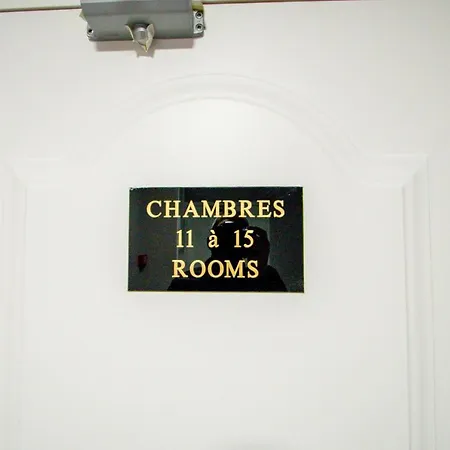 CHAMBRES
11 à 15
ROOMS